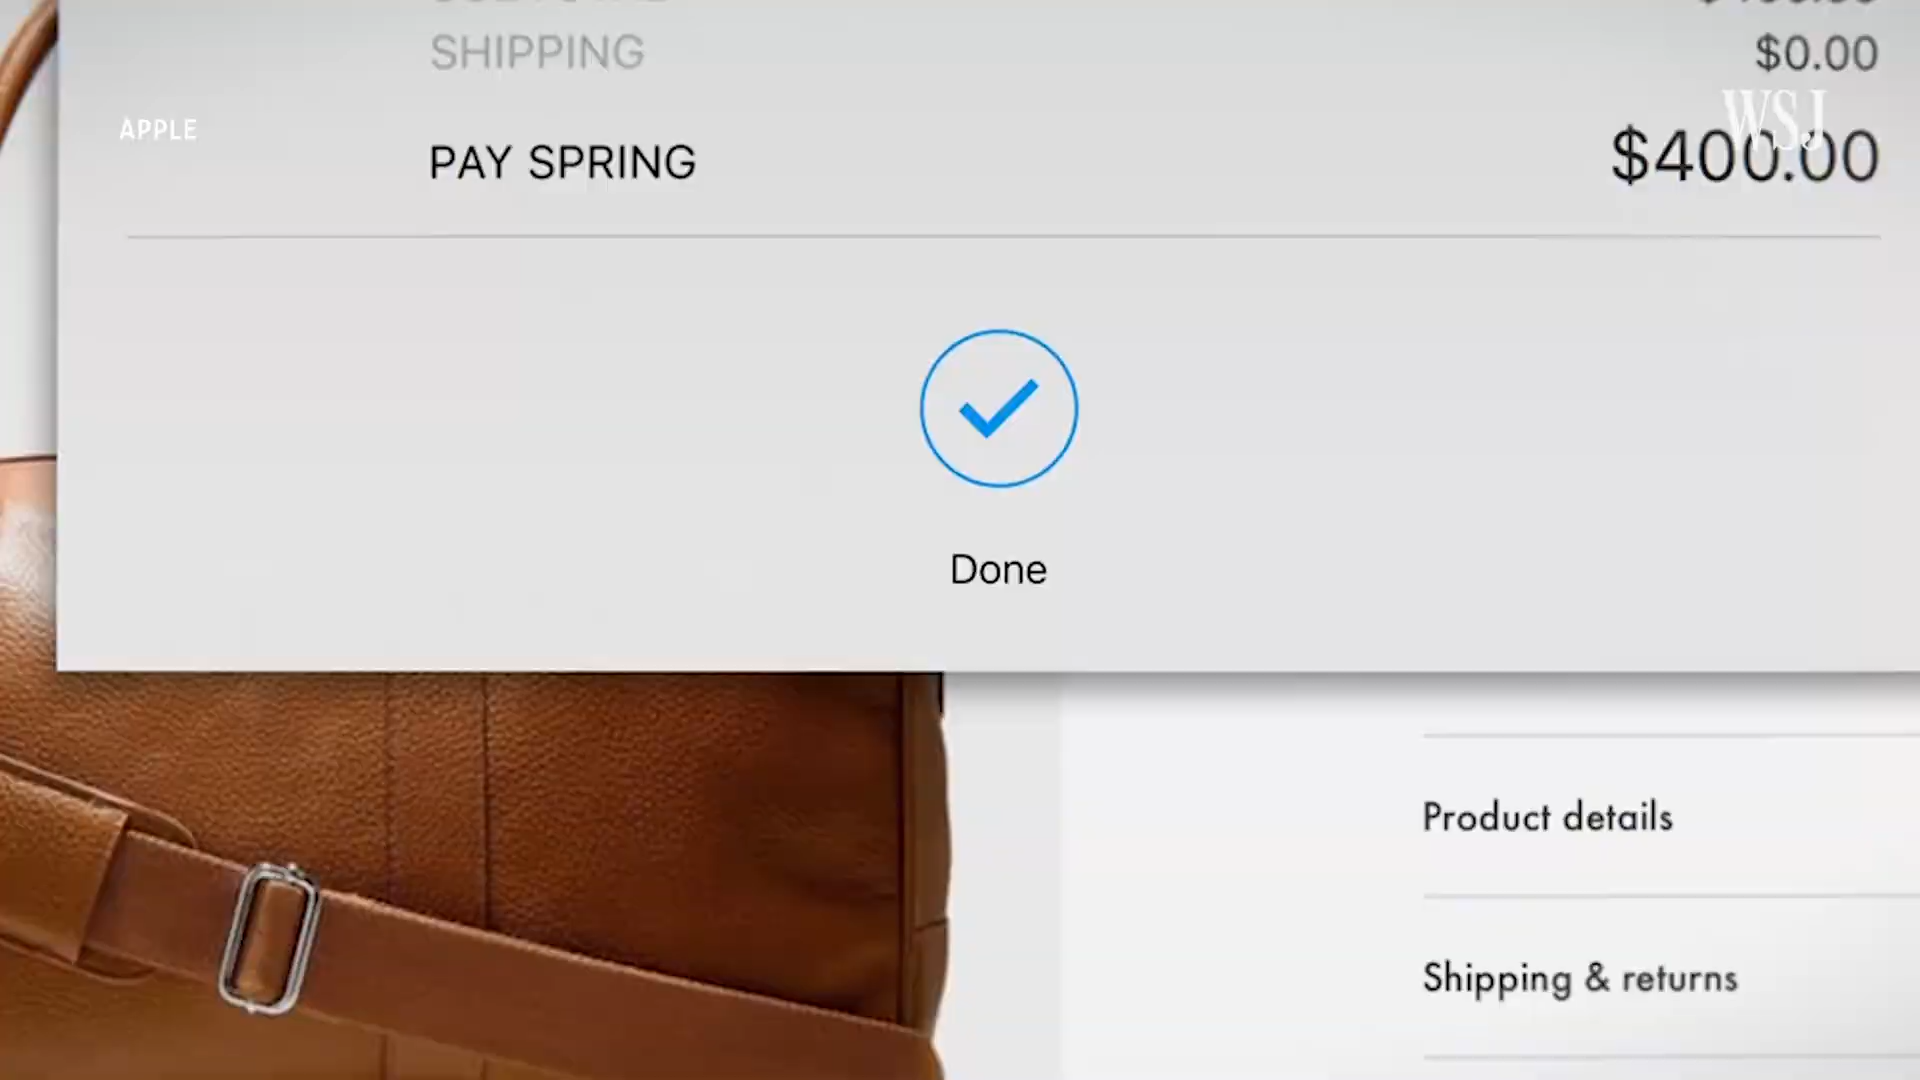 SHIPPING $0.00
APPLE
WSJ
PAY SPRING $400.00
Done
Product details
Shipping & returns